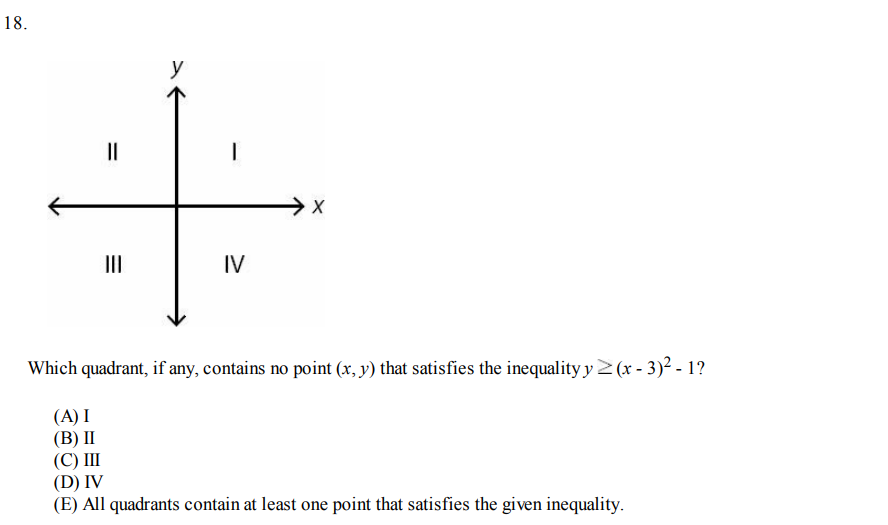 18.
y
II I
x
III IV
Which quadrant, if any, contains no point (x, y) that satisfies the inequality y ≥ (x - 3)² - 1?
(A) I
(B) II
(C) III
(D) IV
(E) All quadrants contain at least one point that satisfies the given inequality.